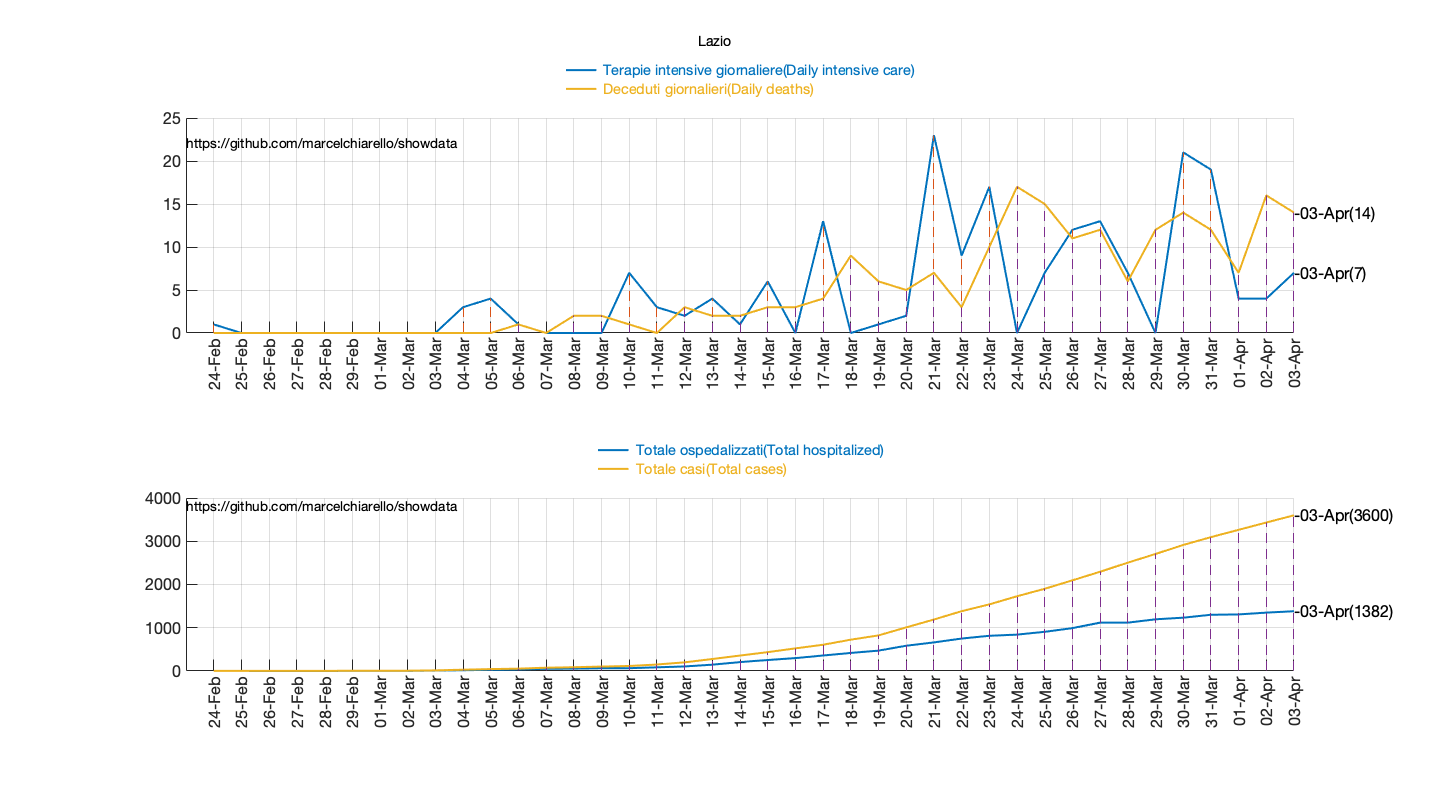 Lazio
Terapie intensive giornaliere(Daily intensive care)
Deceduti giornalieri(Daily deaths)
25
https://github.com/marcelchiarello/showdata
20
15
-03-Apr(14)
10
-03-Apr(7)
5
0
24-Feb
25-Feb
26-Feb
27-Feb
28-Feb
29-Feb
01-Mar
02-Mar
03-Mar
04-Mar
05-Mar
06-Mar
07-Mar
08-Mar
09-Mar
10-Mar
11-Mar
12-Mar
13-Mar
14-Mar
15-Mar
16-Mar
17-Mar
18-Mar
19-Mar
20-Mar
21-Mar
22-Mar
23-Mar
24-Mar
25-Mar
26-Mar
27-Mar
28-Mar
29-Mar
30-Mar
31-Mar
01-Apr
02-Apr
03-Apr
Totale ospedalizzati(Total hospitalized)
Totale casi(Total cases)
4000
https://github.com/marcelchiarello/showdata
-03-Apr(3600)
3000
2000
-03-Apr(1382)
1000
0
24-Feb
25-Feb
26-Feb
27-Feb
28-Feb
29-Feb
01-Mar
02-Mar
03-Mar
04-Mar
05-Mar
06-Mar
07-Mar
08-Mar
09-Mar
10-Mar
11-Mar
12-Mar
13-Mar
14-Mar
15-Mar
16-Mar
17-Mar
18-Mar
19-Mar
20-Mar
21-Mar
22-Mar
23-Mar
24-Mar
25-Mar
26-Mar
27-Mar
28-Mar
29-Mar
30-Mar
31-Mar
01-Apr
02-Apr
03-Apr